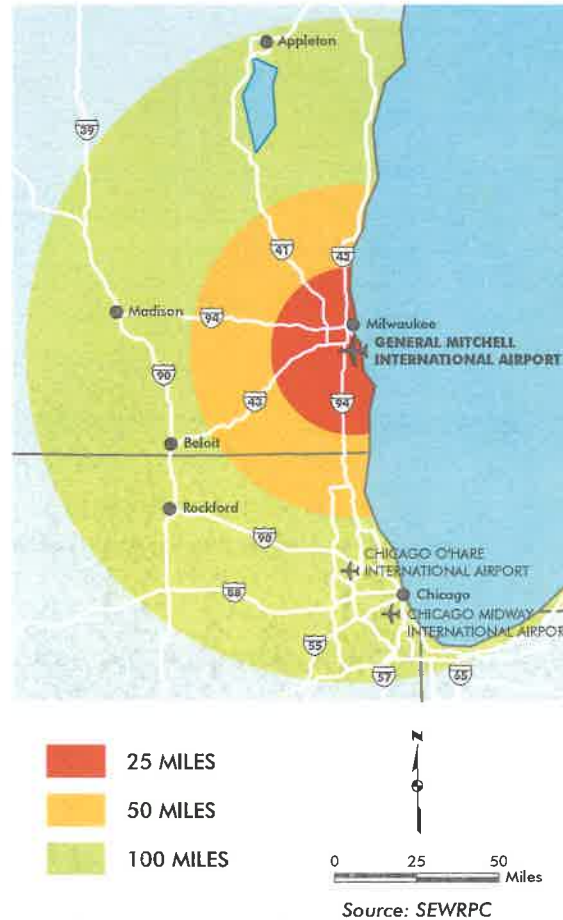 Appleton
39
41
43
Madison
94
Milwaukee
GENERAL MITCHELL
INTERNATIONAL AIRPORT
90
43
94
Beloit
Rockford
90
CHICAGO O'HARE
INTERNATIONAL AIRPORT
88
Chicago
CHICAGO MIDWAY
INTERNATIONAL AIRPORT
55
57
65
25 MILES
50 MILES
100 MILES
N
0 25 50
Miles
Source: SEWRPC